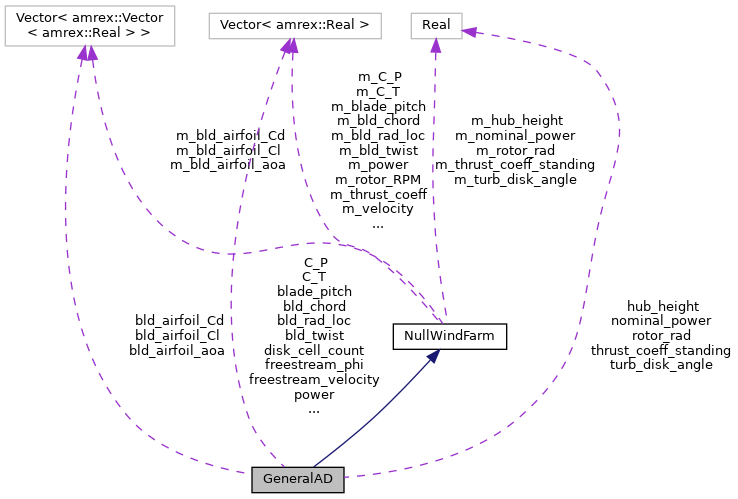 Vector< amrex::Vector
< amrex::Real > >
Vector< amrex::Real >
Real
m_bld_airfoil_Cd
m_bld_airfoil_Cl
m_bld_airfoil_aoa
m_C_P
m_C_T
m_blade_pitch
m_bld_chord
m_bld_rad_loc
m_bld_twist
m_power
m_rotor_RPM
m_thrust_coeff
m_velocity
...
m_hub_height
m_nominal_power
m_rotor_rad
m_thrust_coeff_standing
m_turb_disk_angle
bld_airfoil_Cd
bld_airfoil_Cl
bld_airfoil_aoa
C_P
C_T
blade_pitch
bld_chord
bld_rad_loc
bld_twist
disk_cell_count
freestream_phi
freestream_velocity
power
...
NullWindFarm
hub_height
nominal_power
rotor_rad
thrust_coeff_standing
turb_disk_angle
GeneralAD